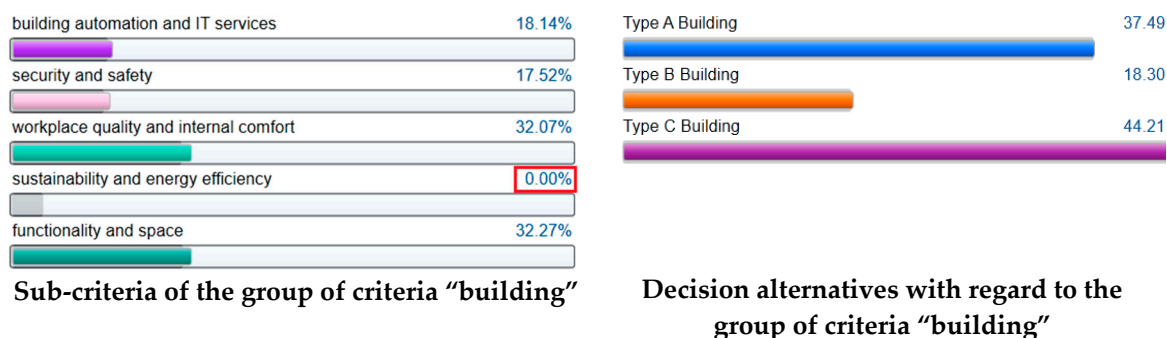 building automation and IT services 18.14%
security and safety 17.52%
workplace quality and internal comfort 32.07%
sustainability and energy efficiency 0.00%
functionality and space 32.27%
Sub-criteria of the group of criteria “building”
Type A Building 37.49
Type B Building 18.30
Type C Building 44.21
Decision alternatives with regard to the
group of criteria “building”